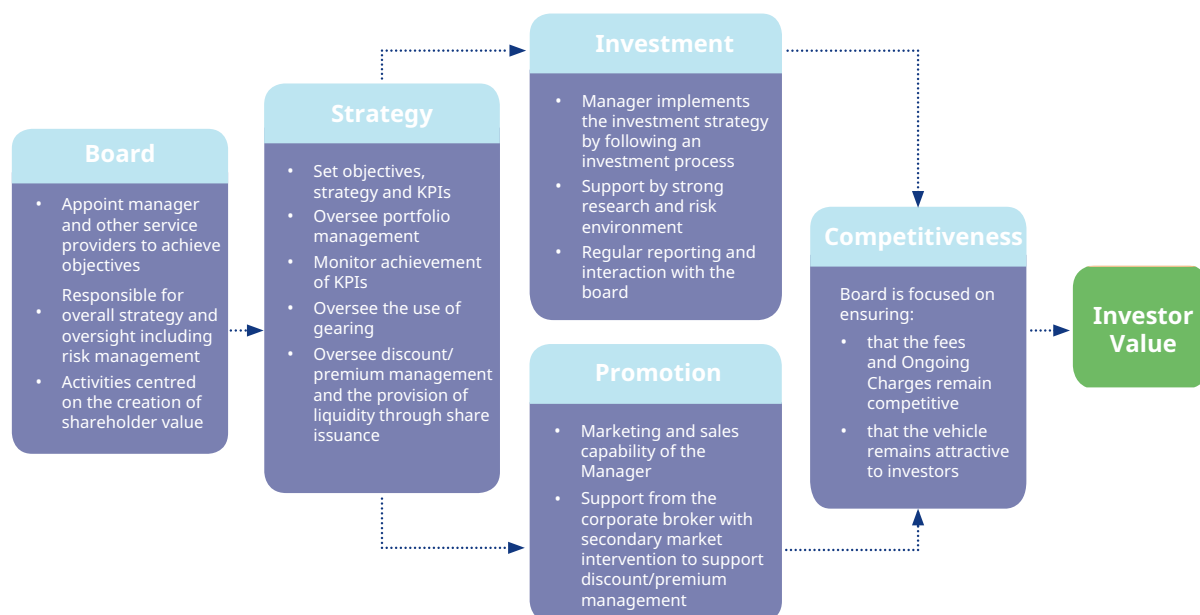 Board
• Appoint manager
and other service
providers to achieve
objectives
• Responsible for
overall strategy and
oversight including
risk management
• Activities centred
on the creation of
shareholder value
Strategy
• Set objectives,
strategy and KPIs
• Oversee portfolio
management
• Monitor achievement
of KPIs
• Oversee the use of
gearing
• Oversee discount/
premium management
and the provision of
liquidity through share
issuance
Investment
• Manager implements
the investment strategy
by following an
investment process
• Support by strong
research and risk
environment
• Regular reporting and
interaction with the
board
Promotion
• Marketing and sales
capability of the
Manager
• Support from the
corporate broker with
secondary market
intervention to support
discount/premium
management
Competitiveness
Board is focused on
ensuring:
• that the fees
and Ongoing
Charges remain
competitive
• that the vehicle
remains attractive
to investors
Investor
Value